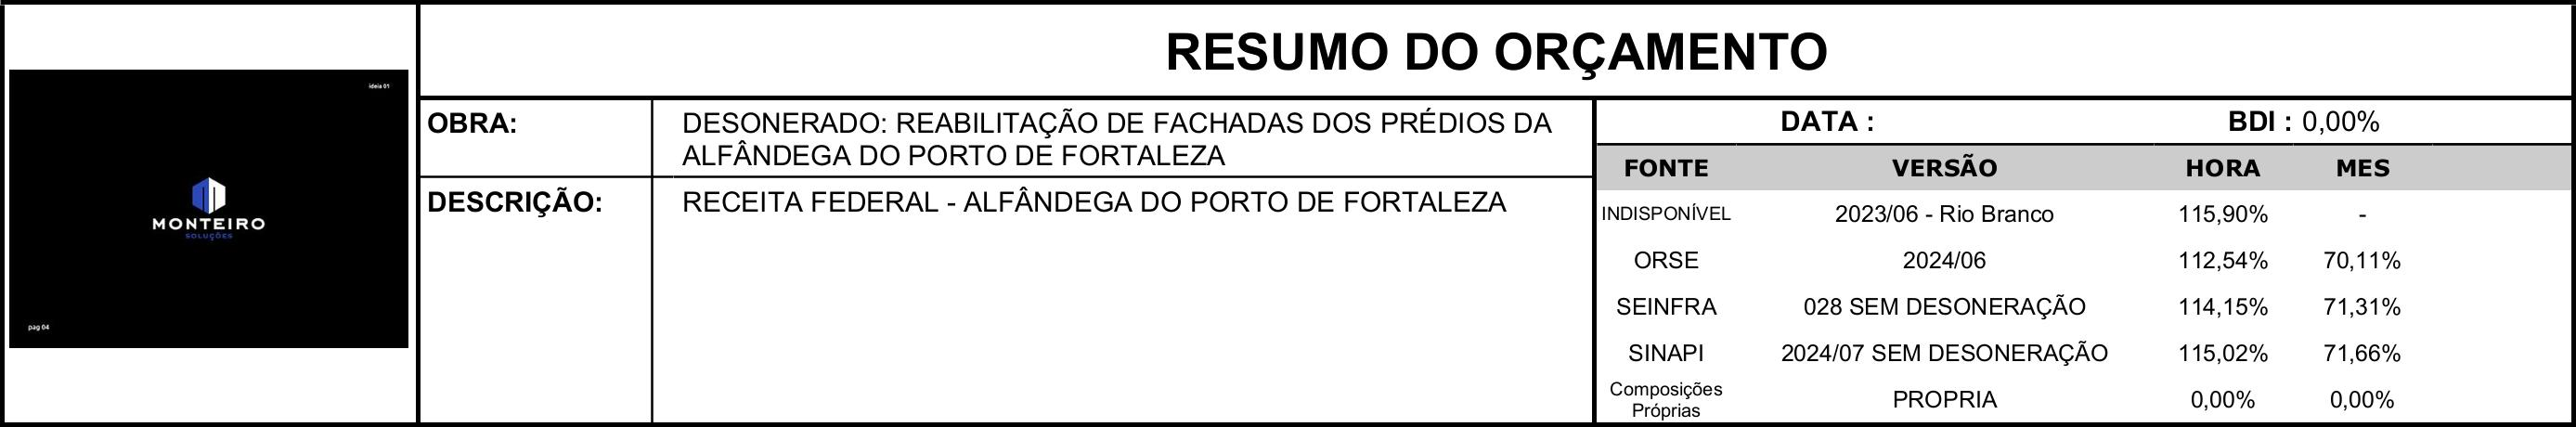 RESUMO DO ORÇAMENTO
ideia 01
MONTEIRO
SOLUÇÕES
pag 04
OBRA:
DESONERADO: REABILITAÇÃO DE FACHADAS DOS PRÉDIOS DA
ALFÂNDEGA DO PORTO DE FORTALEZA
DESCRIÇÃO:
RECEITA FEDERAL - ALFÂNDEGA DO PORTO DE FORTALEZA
DATA : BDI : 0,00%
FONTE VERSÃO HORA MES
INDISPONÍVEL 2023/06 - Rio Branco 115,90% -
ORSE 2024/06 112,54% 70,11%
SEINFRA 028 SEM DESONERAÇÃO 114,15% 71,31%
SINAPI 2024/07 SEM DESONERAÇÃO 115,02% 71,66%
Composições
Próprias PROPRIA 0,00% 0,00%